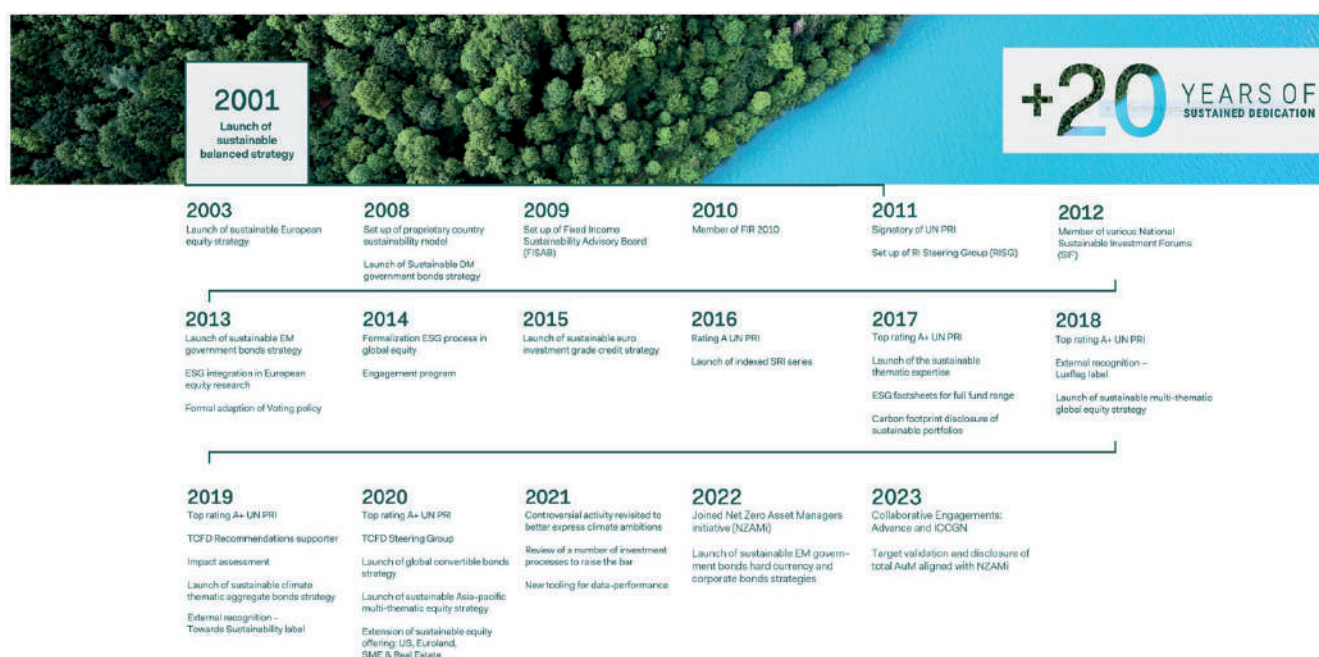 2001
Launch of
sustainable
balanced strategy
+20 YEARS OF
SUSTAINED DEDICATION
2003
Launch of sustainable European
equity strategy
2008
Set up of proprietary country
sustainability model
Launch of Sustainable DM
government bonds strategy
2009
Set up of Fixed Income
Sustainability Advisory Board
(FISAB)
2010
Member of FIR 2010
2011
Signatory of UN PRI
Set up of RI Steering Group (RISG)
2012
Member of various National
Sustainable Investment Forums
(SIF)
2013
Launch of sustainable EM
government bonds strategy
ESG integration in European
equity research
Formal adaption of Voting policy
2014
Formalization ESG process in
global equity
Engagement program
2015
Launch of sustainable euro
investment grade credit strategy
2016
Rating A UN PRI
Launch of indexed SRI series
2017
Top rating A+ UN PRI
Launch of the sustainable
thematic expertise
ESG factsheets for full fund range
Carbon footprint disclosure of
sustainable portfolios
2018
Top rating A+ UN PRI
External recognition –
Luxflag label
Launch of sustainable multi-thematic
global equity strategy
2019
Top rating A+ UN PRI
TCFD Recommendations supporter
Impact assessment
Launch of sustainable climate
thematic aggregate bonds strategy
External recognition -
Towards Sustainability label
2020
Top rating A+ UN PRI
TCFD Steering Group
Launch of global convertible bonds
strategy
Launch of sustainable Asia-pacific
multi-thematic equity strategy
Extension of sustainable equity
offering: US, Euroland,
SME & Real Estate
2021
Controversial activity revisited to
better express climate ambitions
Review of a number of investment
processes to raise the bar
New tooling for data-performance
2022
Joined Net Zero Asset Managers
initiative (NZAMi)
Launch of sustainable EM govern-
ment bonds hard currency and
corporate bonds strategies
2023
Collaborative Engagements:
Advance and ICCGN
Target validation and disclosure of
total AuM aligned with NZAMi